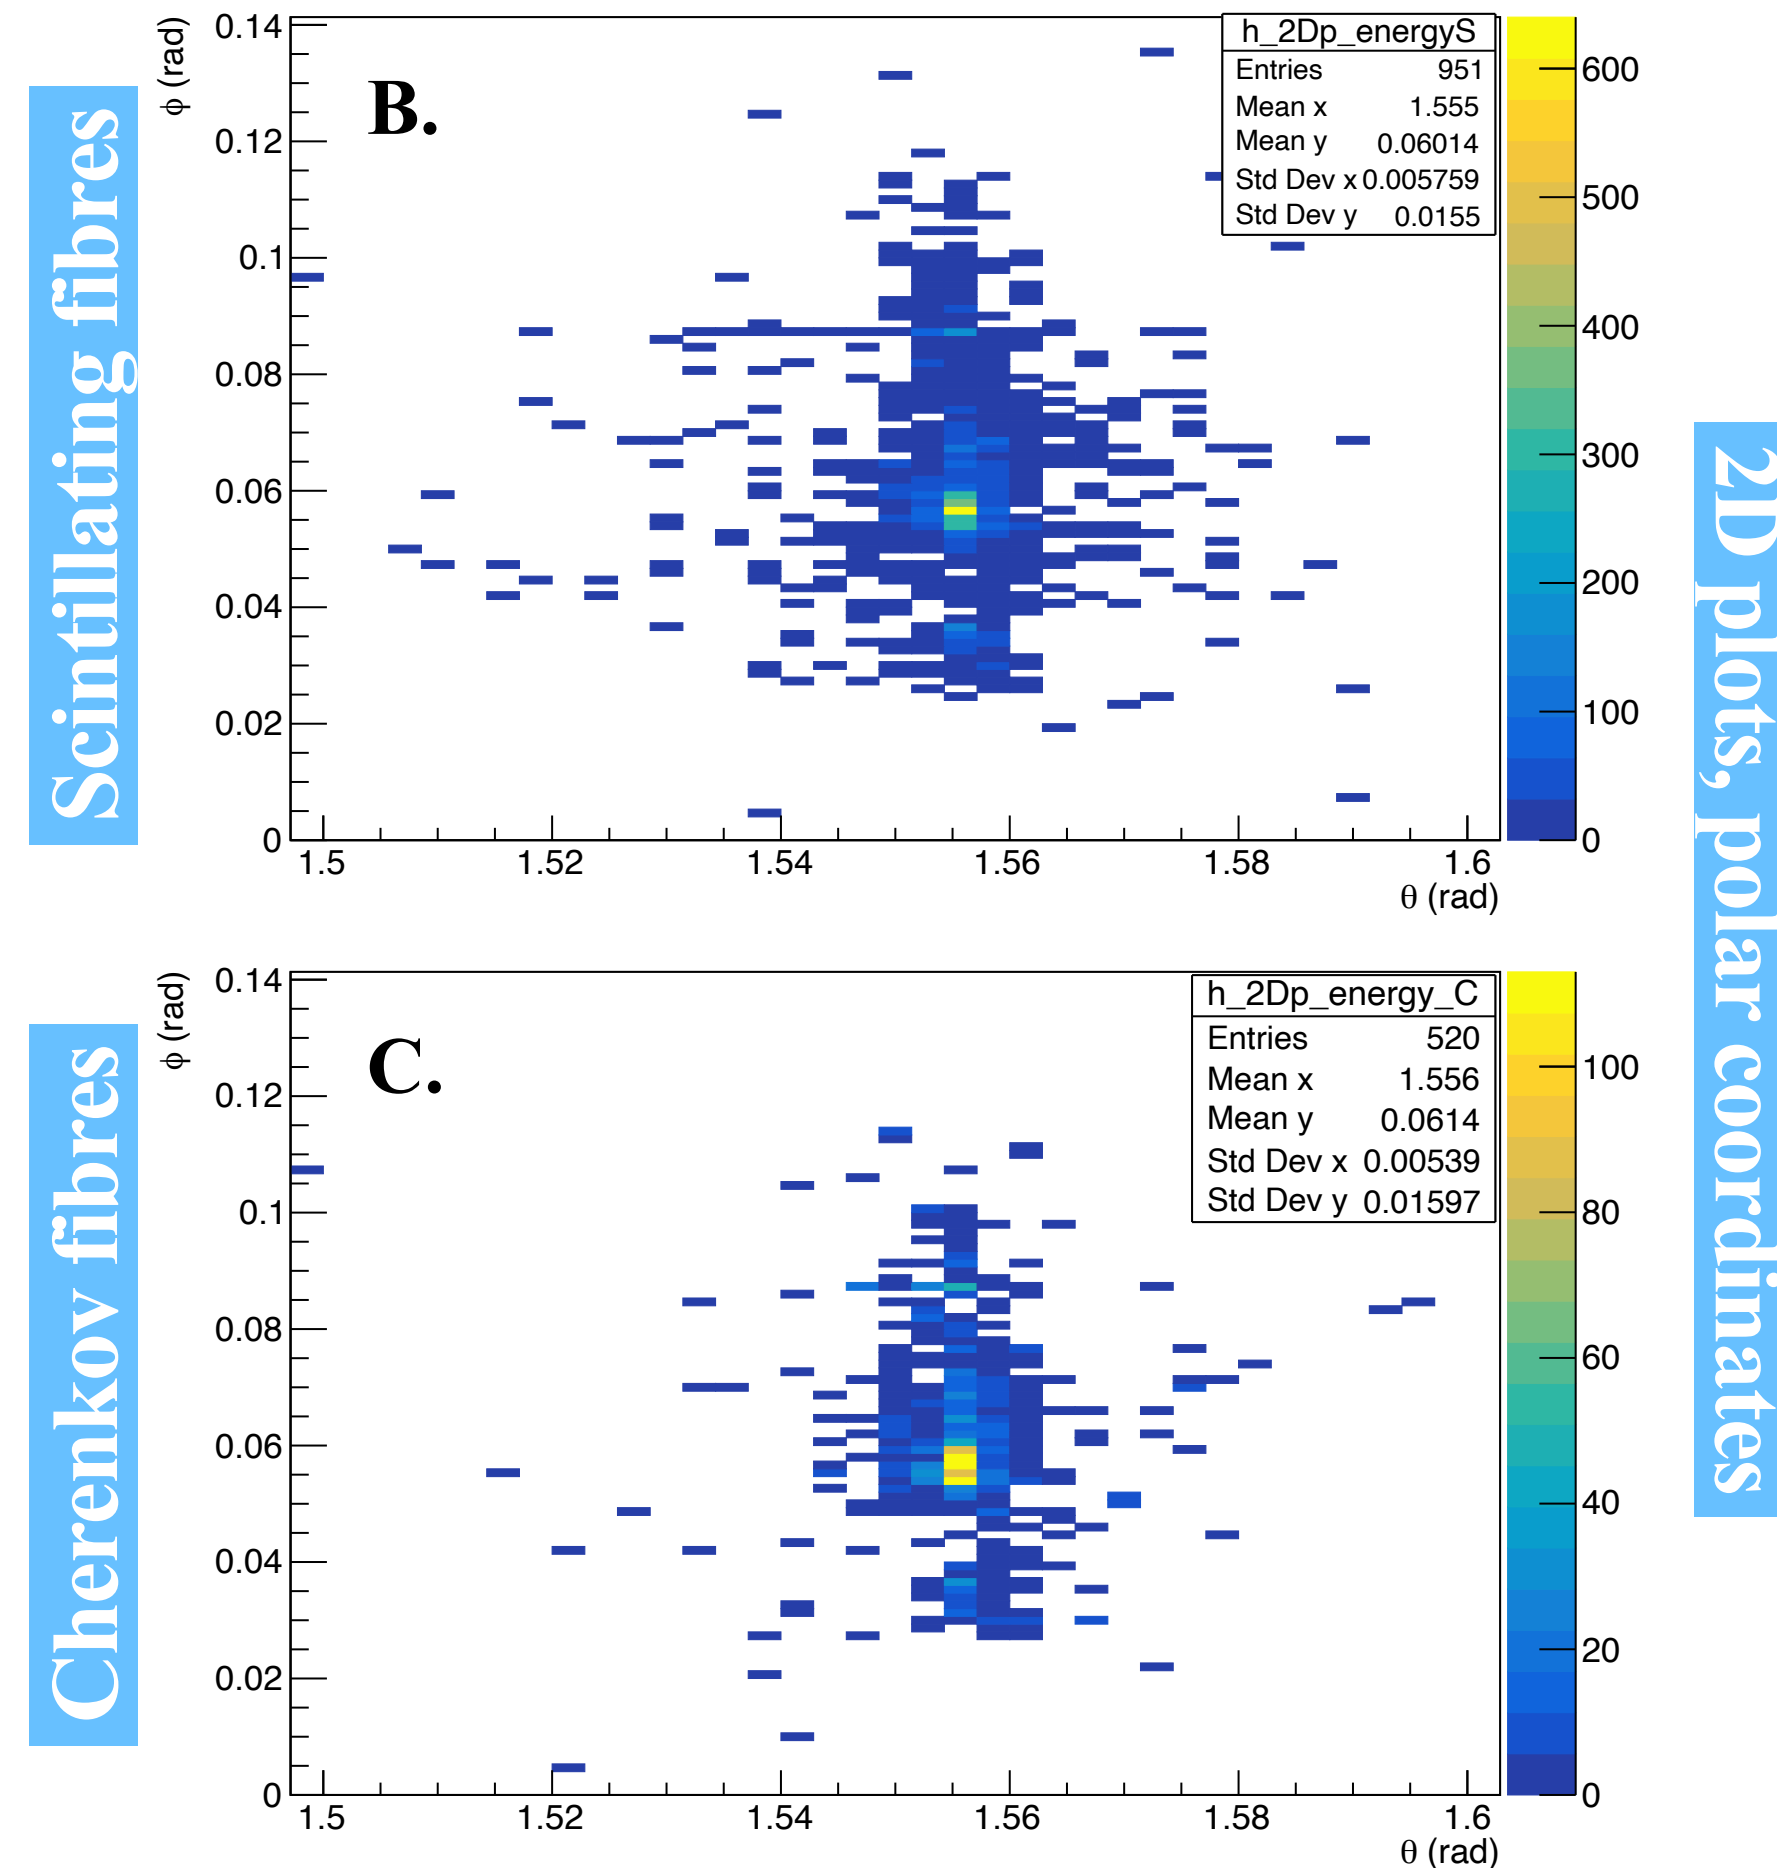 Scintillating fibres
B.
ϕ (rad)
0.14
0.12
0.1
0.08
0.06
0.04
0.02
0
1.5 1.52 1.54 1.56 1.58 1.6
θ (rad)
h_2Dp_energyS
Entries 951
Mean x 1.555
Mean y 0.06014
Std Dev x 0.005759
Std Dev y 0.0155
600
500
400
300
200
100
0
Cherenkov fibres
C.
ϕ (rad)
0.14
0.12
0.1
0.08
0.06
0.04
0.02
0
1.5 1.52 1.54 1.56 1.58 1.6
θ (rad)
h_2Dp_energy_C
Entries 520
Mean x 1.556
Mean y 0.0614
Std Dev x 0.00539
Std Dev y 0.01597
100
80
60
40
20
0
2D plots, polar coordinates